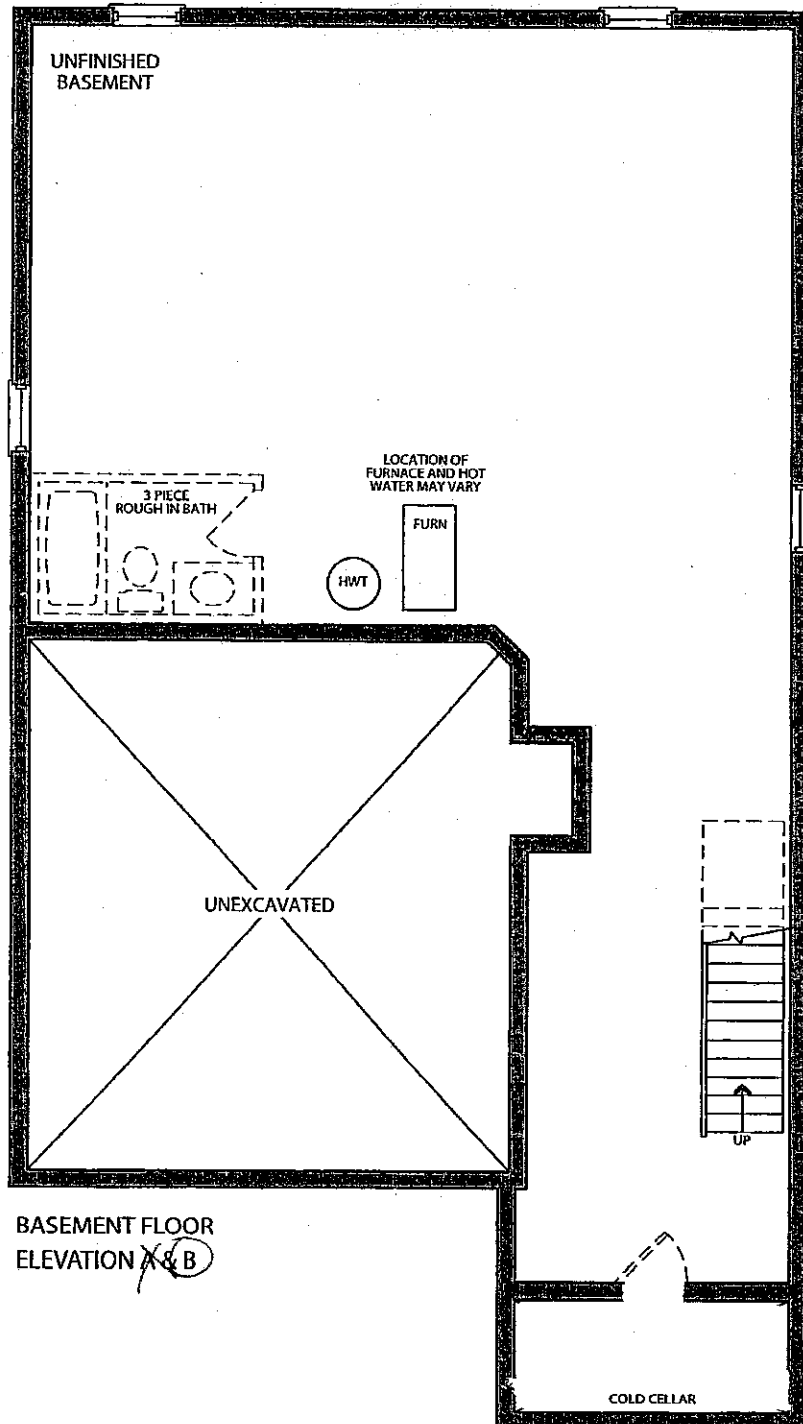 UNFINISHED
BASEMENT
LOCATION OF
FURNACE AND HOT
WATER MAY VARY
3 PIECE
ROUGH IN BATH
FURN
HWT
UNEXCAVATED
UP
BASEMENT FLOOR
ELEVATION A & B
COLD CELLAR